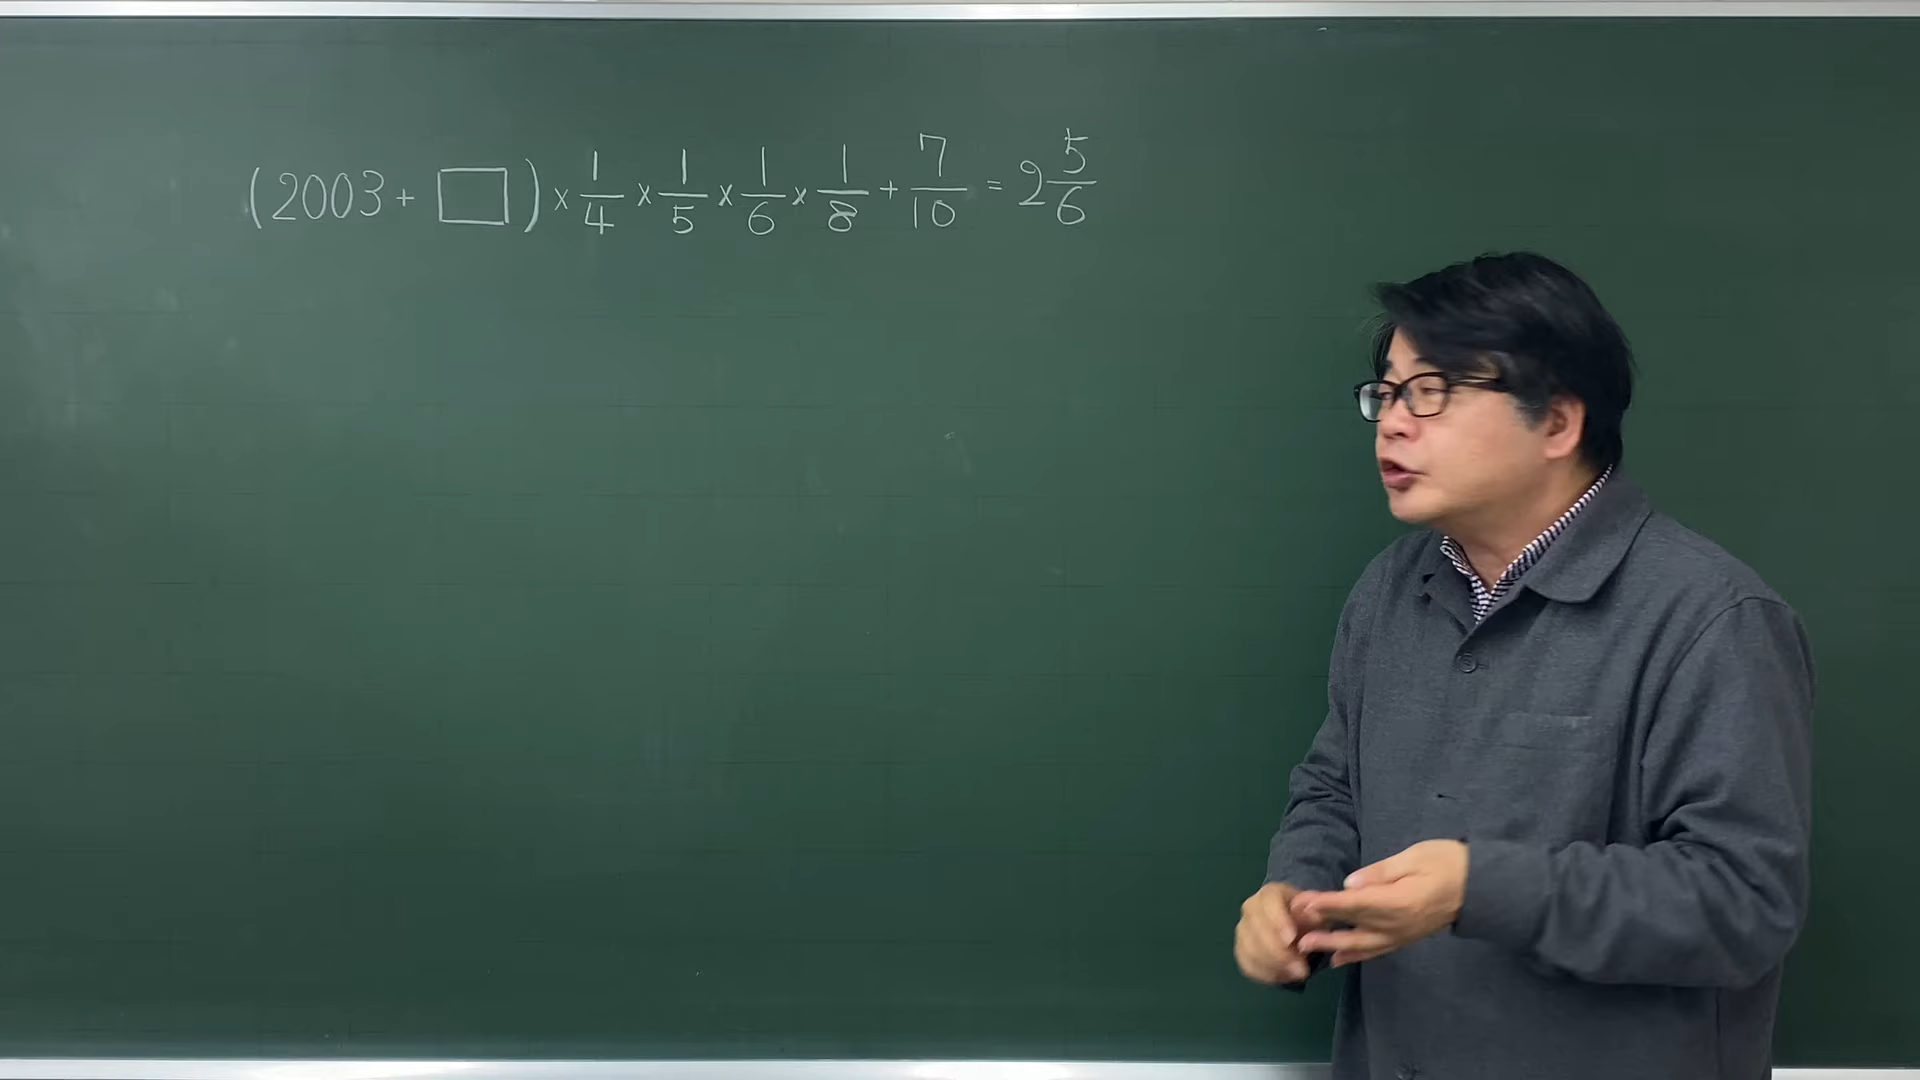 (2003 + □) × 1/4 × 1/5 × 1/6 × 1/8 + 7/10 = 2 5/6